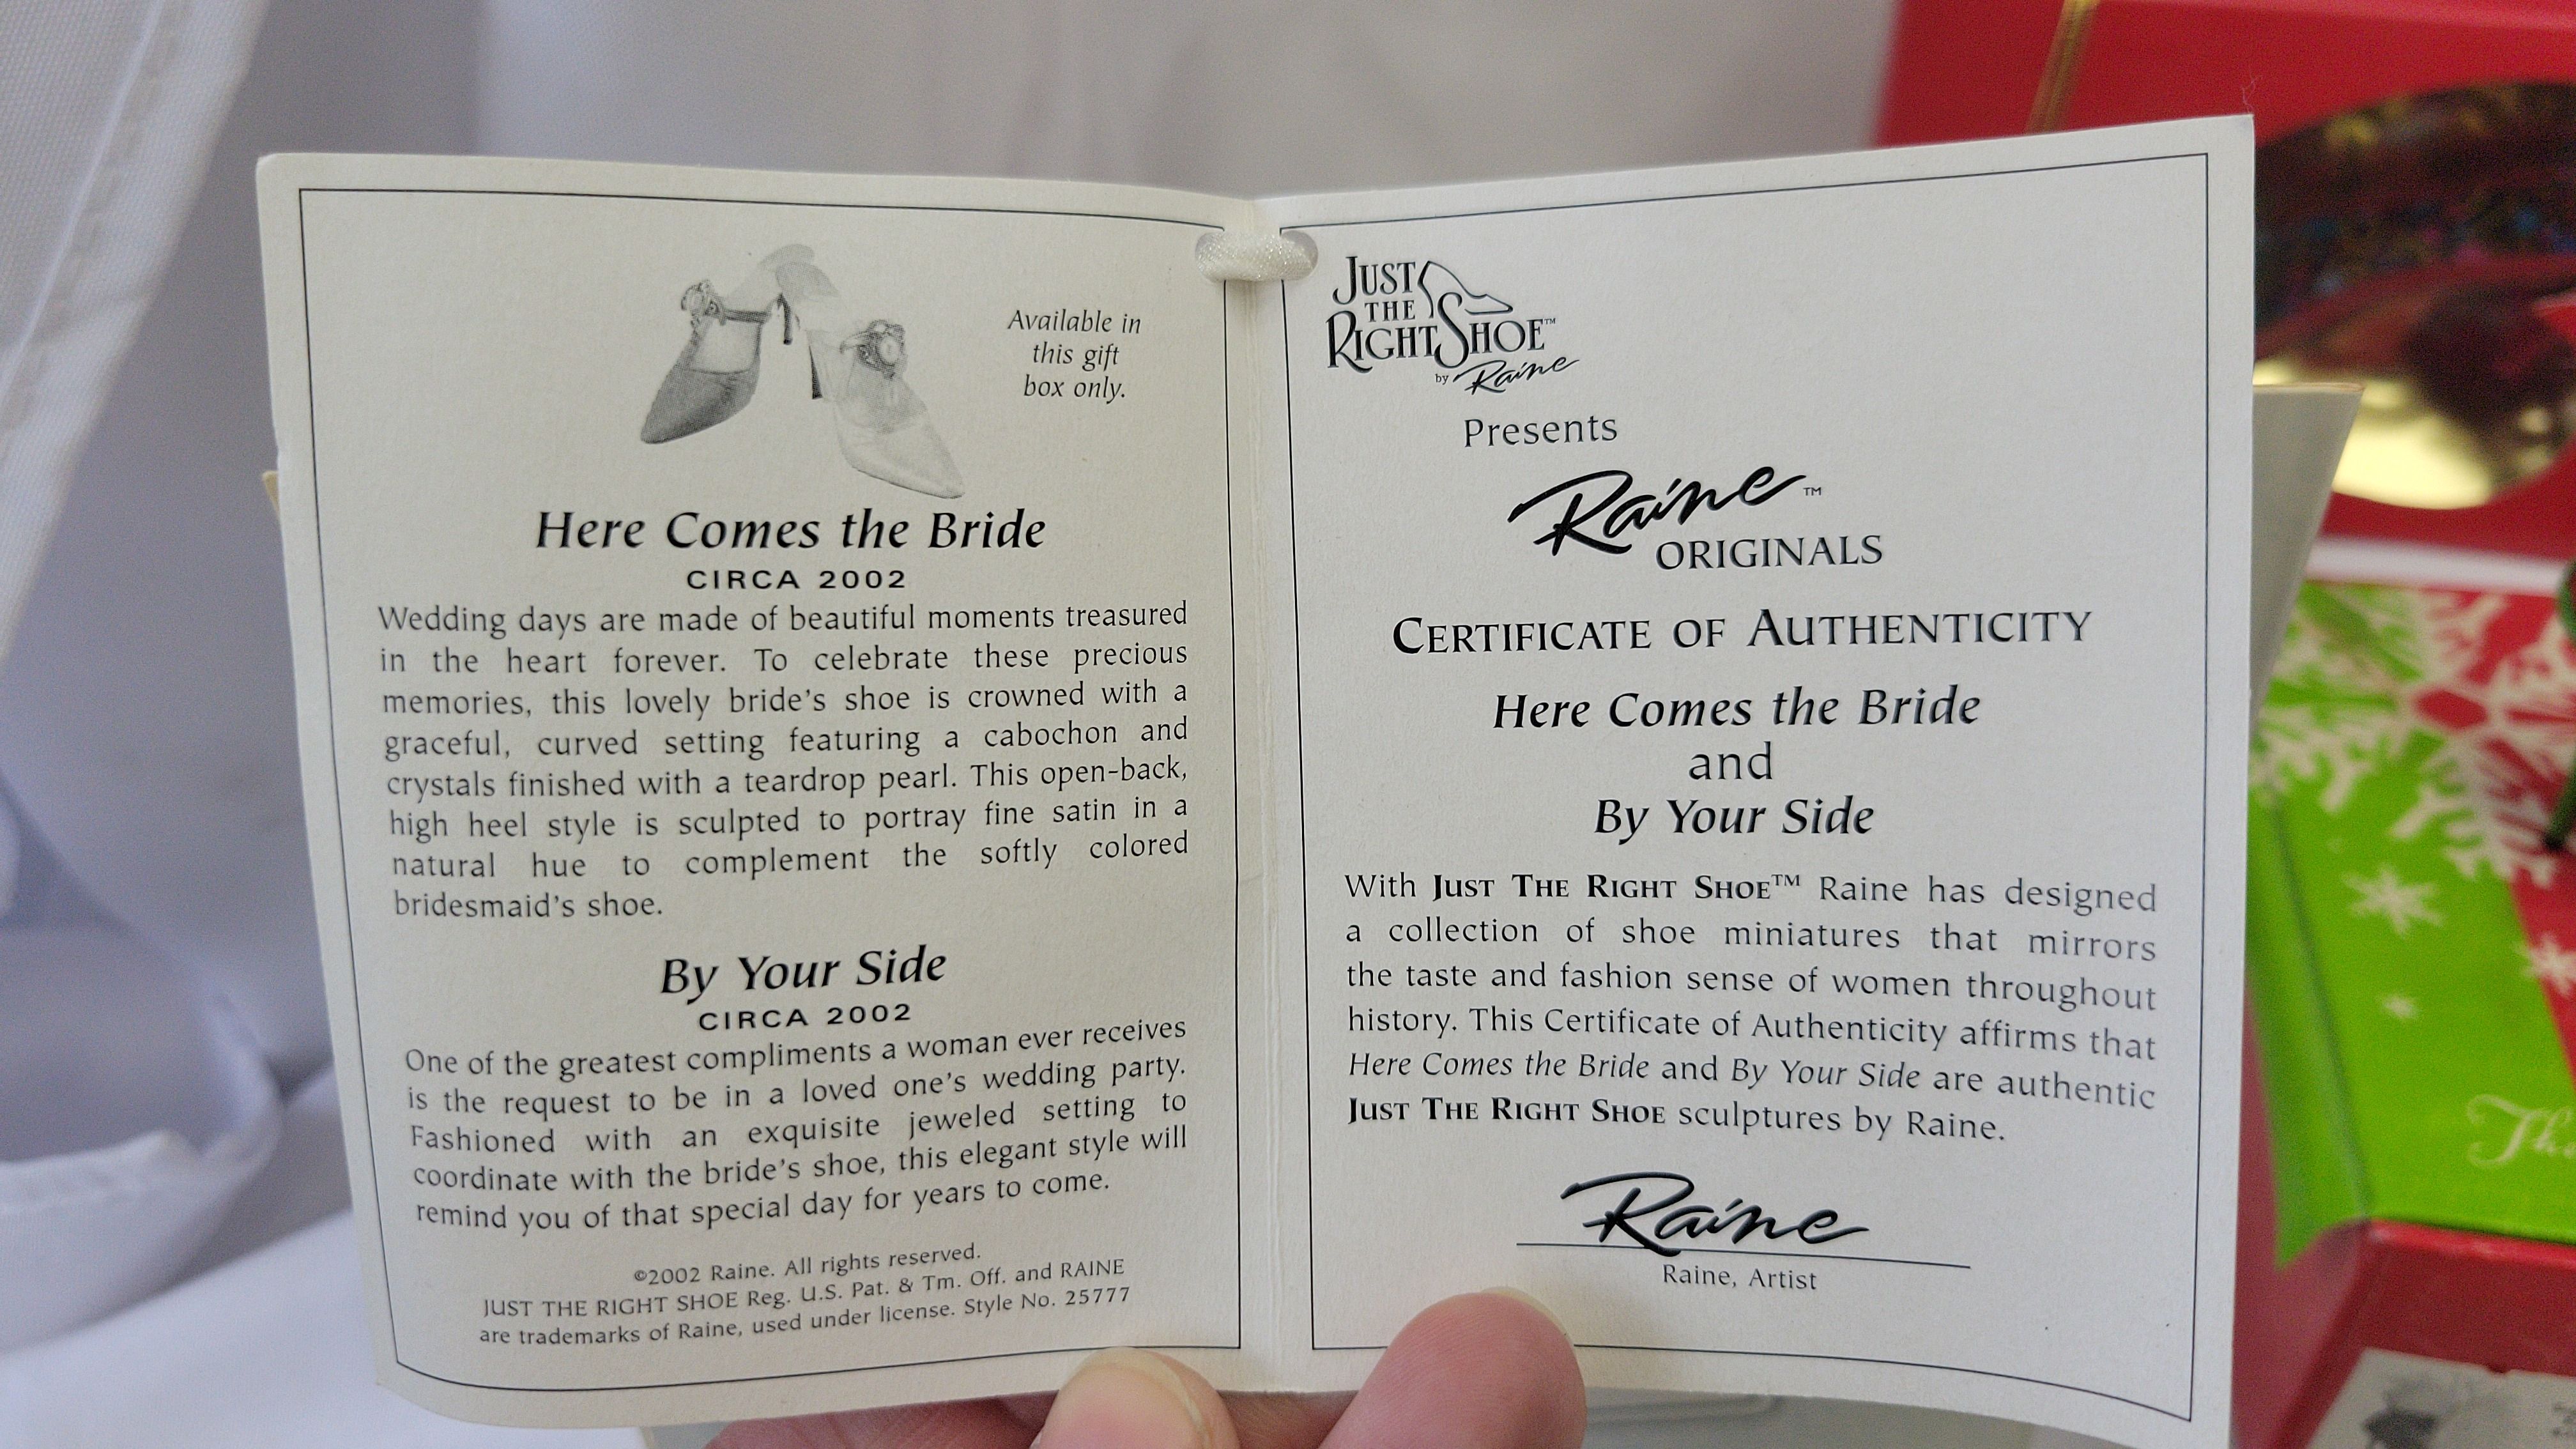 Available in
this gift
box only.
Here Comes the Bride
CIRCA 2002
Wedding days are made of beautiful moments treasured
in the heart forever. To celebrate these precious
memories, this lovely bride's shoe is crowned with a
graceful, curved setting featuring a cabochon and
crystals finished with a teardrop pearl. This open-back,
high heel style is sculpted to portray fine satin in a
natural hue to complement the softly colored
bridesmaid's shoe.
By Your Side
CIRCA 2002
One of the greatest compliments a woman ever receives
is the request to be in a loved one's wedding party.
Fashioned with an exquisite jeweled setting to
coordinate with the bride's shoe, this elegant style will
remind you of that special day for years to come.
©2002 Raine. All rights reserved.
JUST THE RIGHT SHOE Reg. U.S. Pat. & Tm. Off. and RAINE
are trademarks of Raine, used under license. Style No. 25777
JUST
THE
RIGHT SHOE™
by Raine
Presents
Raine™
ORIGINALS
CERTIFICATE OF AUTHENTICITY
Here Comes the Bride
and
By Your Side
With JUST THE RIGHT SHOE™ Raine has designed
a collection of shoe miniatures that mirrors
the taste and fashion sense of women throughout
history. This Certificate of Authenticity affirms that
Here Comes the Bride and By Your Side are authentic
JUST THE RIGHT SHOE sculptures by Raine.
Raine
Raine, Artist